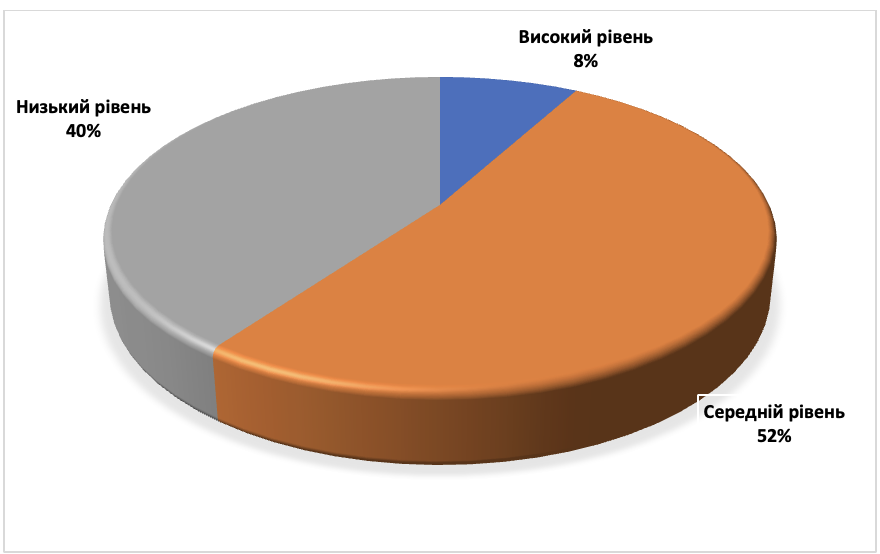 Високий рівень
8%
Низький рівень
40%
Середній рівень
52%